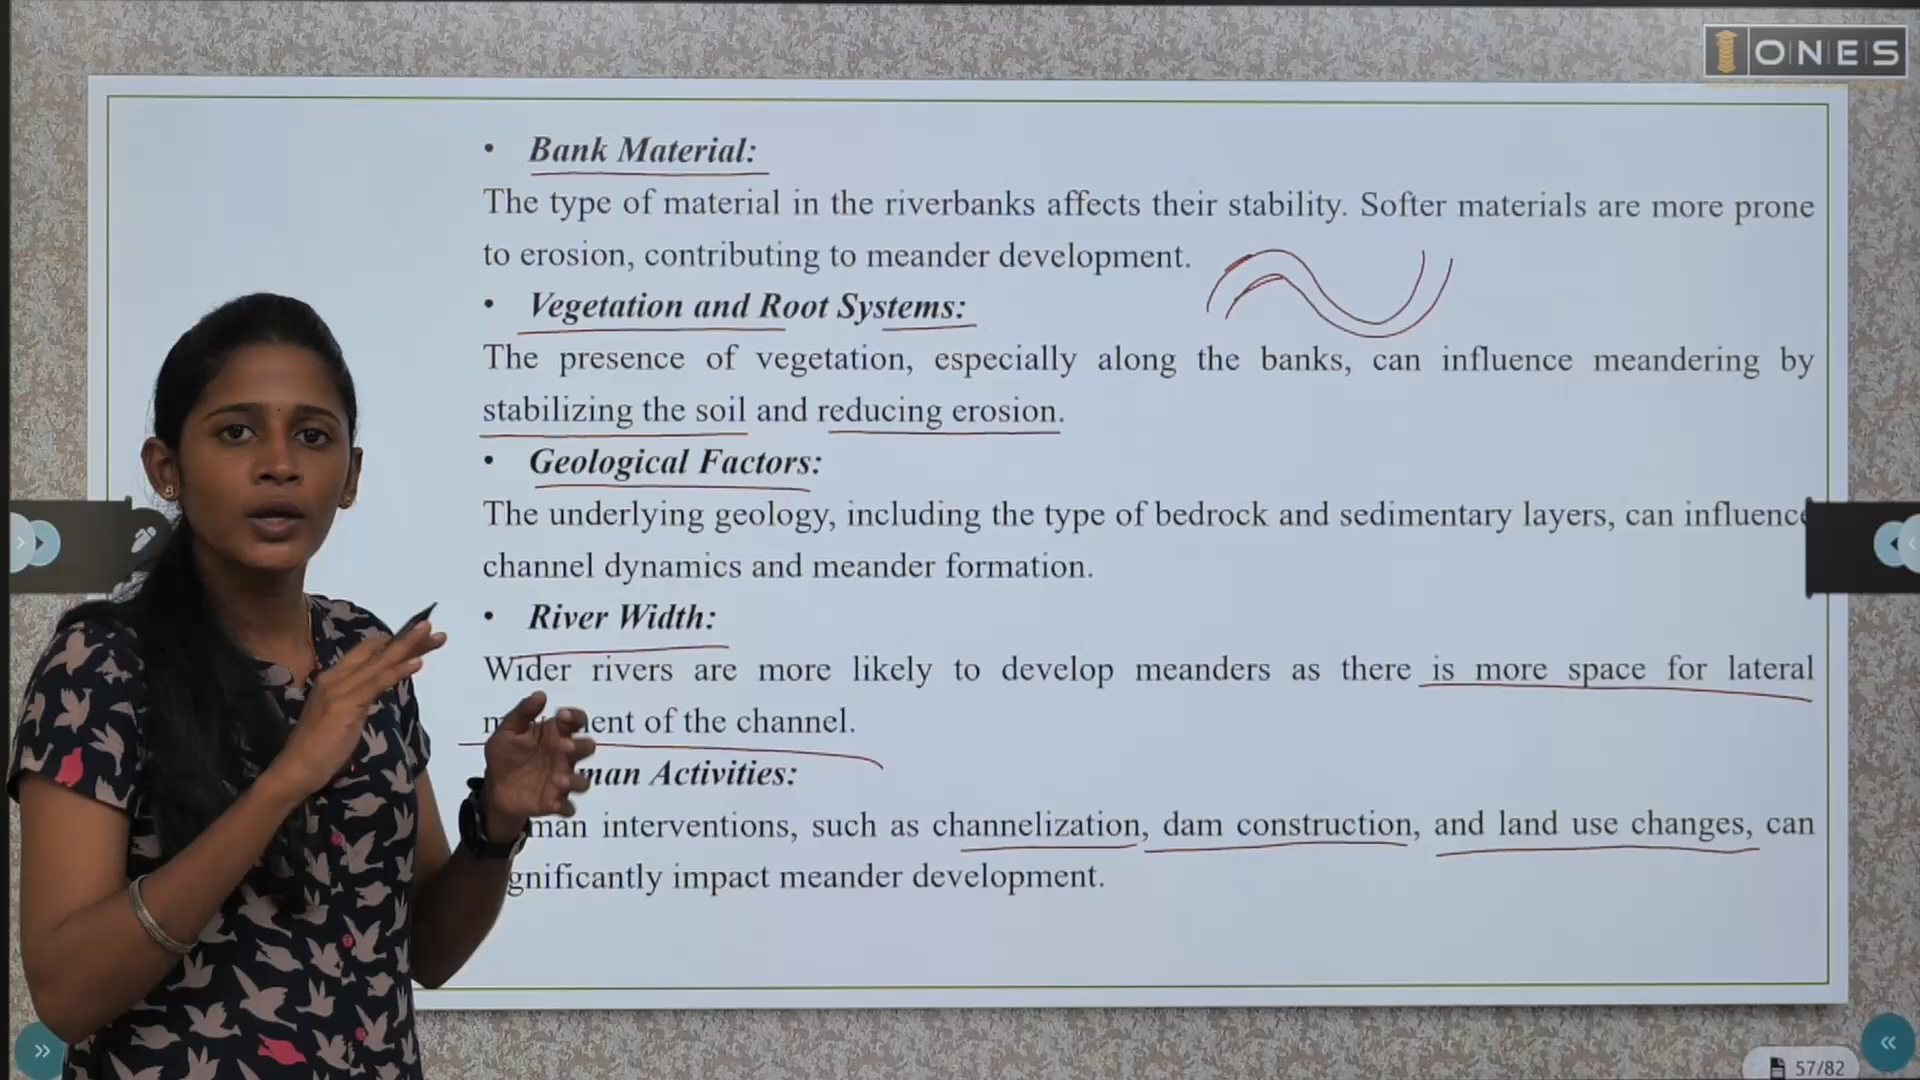 ONES
• Bank Material:
The type of material in the riverbanks affects their stability. Softer materials are more prone
to erosion, contributing to meander development.
• Vegetation and Root Systems:
The presence of vegetation, especially along the banks, can influence meandering by
stabilizing the soil and reducing erosion.
• Geological Factors:
The underlying geology, including the type of bedrock and sedimentary layers, can influence
channel dynamics and meander formation.
• River Width:
Wider rivers are more likely to develop meanders as there is more space for lateral
of the channel.
Activities:
interventions, such as channelization, dam construction, and land use changes, can
impact meander development.
57/82